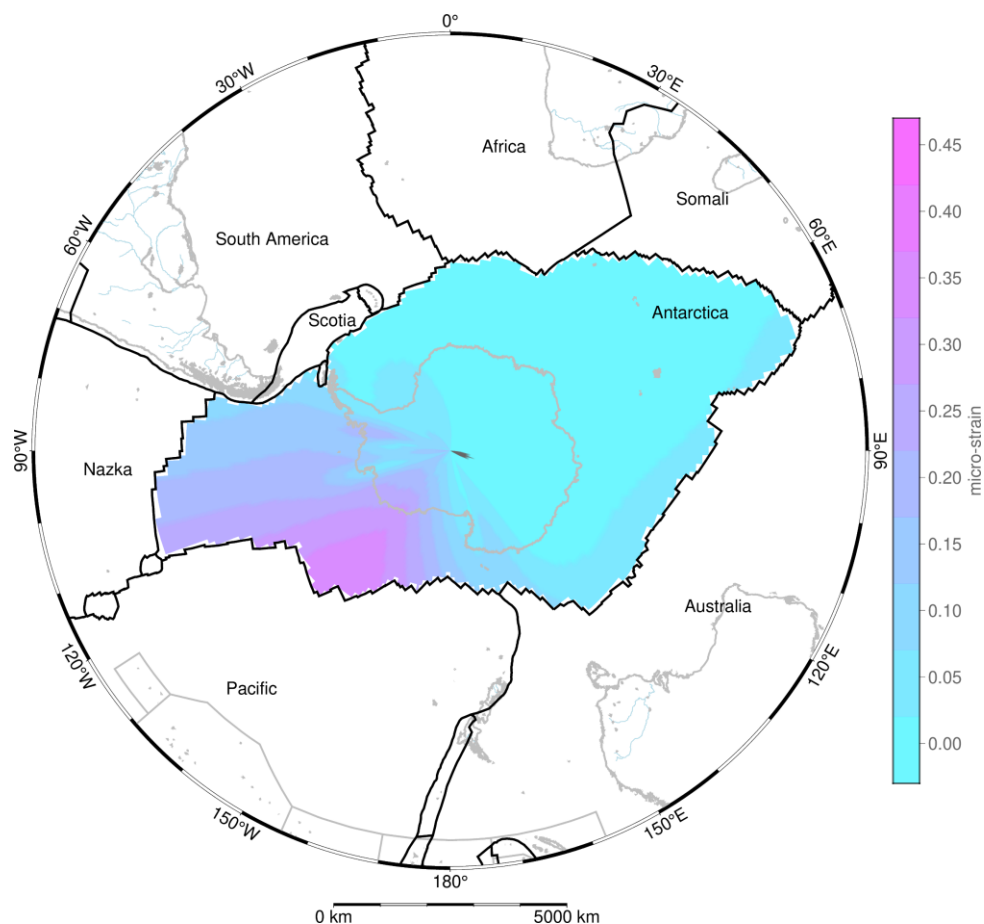 0°
30°W
30°E
Africa
Somali
60°W
60°E
South America
Scotia
Antarctica
90°W
Nazka
90°E
Australia
120°W
120°E
Pacific
150°W
150°E
180°
0 km
5000 km
0.45
0.40
0.35
0.30
0.25
0.20
0.15
0.10
0.05
0.00
micro-strain